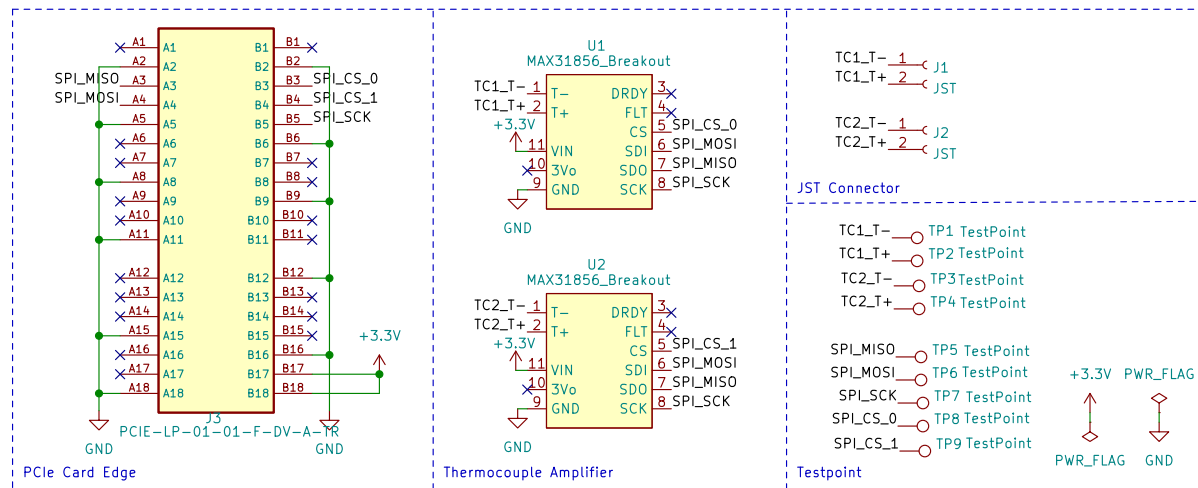 A1 A1 B1 B1
A2 A2 B2 B2
SPI_MISO A3 A3 B3 B3 SPI_CS_0
SPI_MOSI A4 A4 B4 B4 SPI_CS_1
A5 A5 B5 B5 SPI_SCK
A6 A6 B6 B6
A7 A7 B7 B7
A8 A8 B8 B8
A9 A9 B9 B9
A10 A10 B10 B10
A11 A11 B11 B11
A12 A12 B12 B12
A13 A13 B13 B13
A14 A14 B14 B14
A15 A15 B15 B15
A16 A16 B16 B16
A17 A17 B17 B17
A18 A18 B18 B18
+3.3V
J3
PCIE-LP-01-01-F-DV-A-TR
GND
GND
PCIe Card Edge
U1
MAX31856_Breakout
TC1_T- 1 T- DRDY 3
TC1_T+ 2 T+ FLT 4
+3.3V CS 5 SPI_CS_0
11 VIN SDI 6 SPI_MOSI
10 3Vo SDO 7 SPI_MISO
9 GND SCK 8 SPI_SCK
GND
U2
MAX31856_Breakout
TC2_T- 1 T- DRDY 3
TC2_T+ 2 T+ FLT 4
+3.3V CS 5 SPI_CS_1
11 VIN SDI 6 SPI_MOSI
10 3Vo SDO 7 SPI_MISO
9 GND SCK 8 SPI_SCK
GND
Thermocouple Amplifier
TC1_T- 1 J1
TC1_T+ 2 JST
TC2_T- 1 J2
TC2_T+ 2 JST
JST Connector
TC1_T- TP1 TestPoint
TC1_T+ TP2 TestPoint
TC2_T- TP3 TestPoint
TC2_T+ TP4 TestPoint
SPI_MISO TP5 TestPoint
SPI_MOSI TP6 TestPoint
SPI_SCK TP7 TestPoint
SPI_CS_0 TP8 TestPoint
SPI_CS_1 TP9 TestPoint
+3.3V PWR_FLAG
PWR_FLAG GND
Testpoint